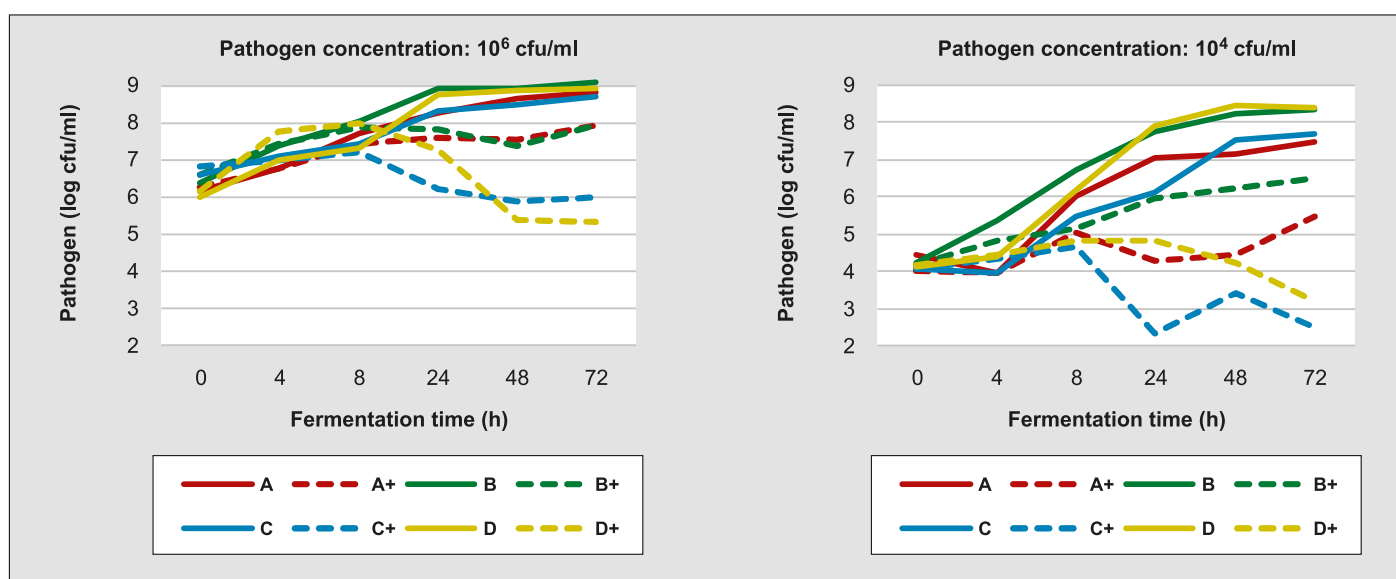 Pathogen concentration: 10⁶ cfu/ml
Pathogen (log cfu/ml)
9
8
7
6
5
4
3
2
0 4 8 24 48 72
Fermentation time (h)
A A+ B B+
C C+ D D+
Pathogen concentration: 10⁴ cfu/ml
Pathogen (log cfu/ml)
9
8
7
6
5
4
3
2
0 4 8 24 48 72
Fermentation time (h)
A A+ B B+
C C+ D D+